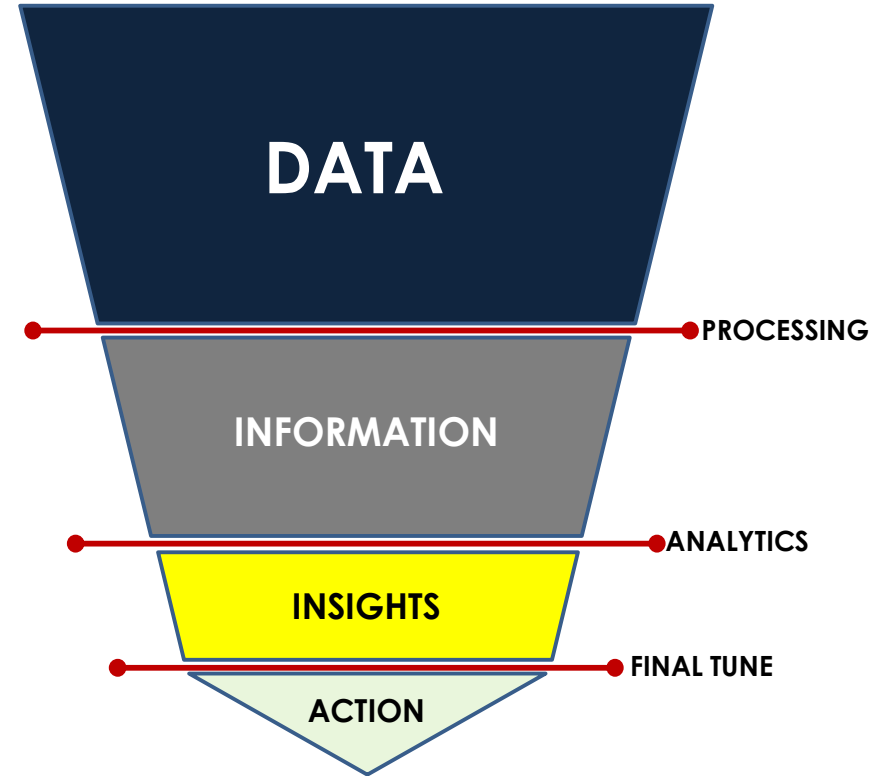 DATA
PROCESSING
INFORMATION
ANALYTICS
INSIGHTS
FINAL TUNE
ACTION